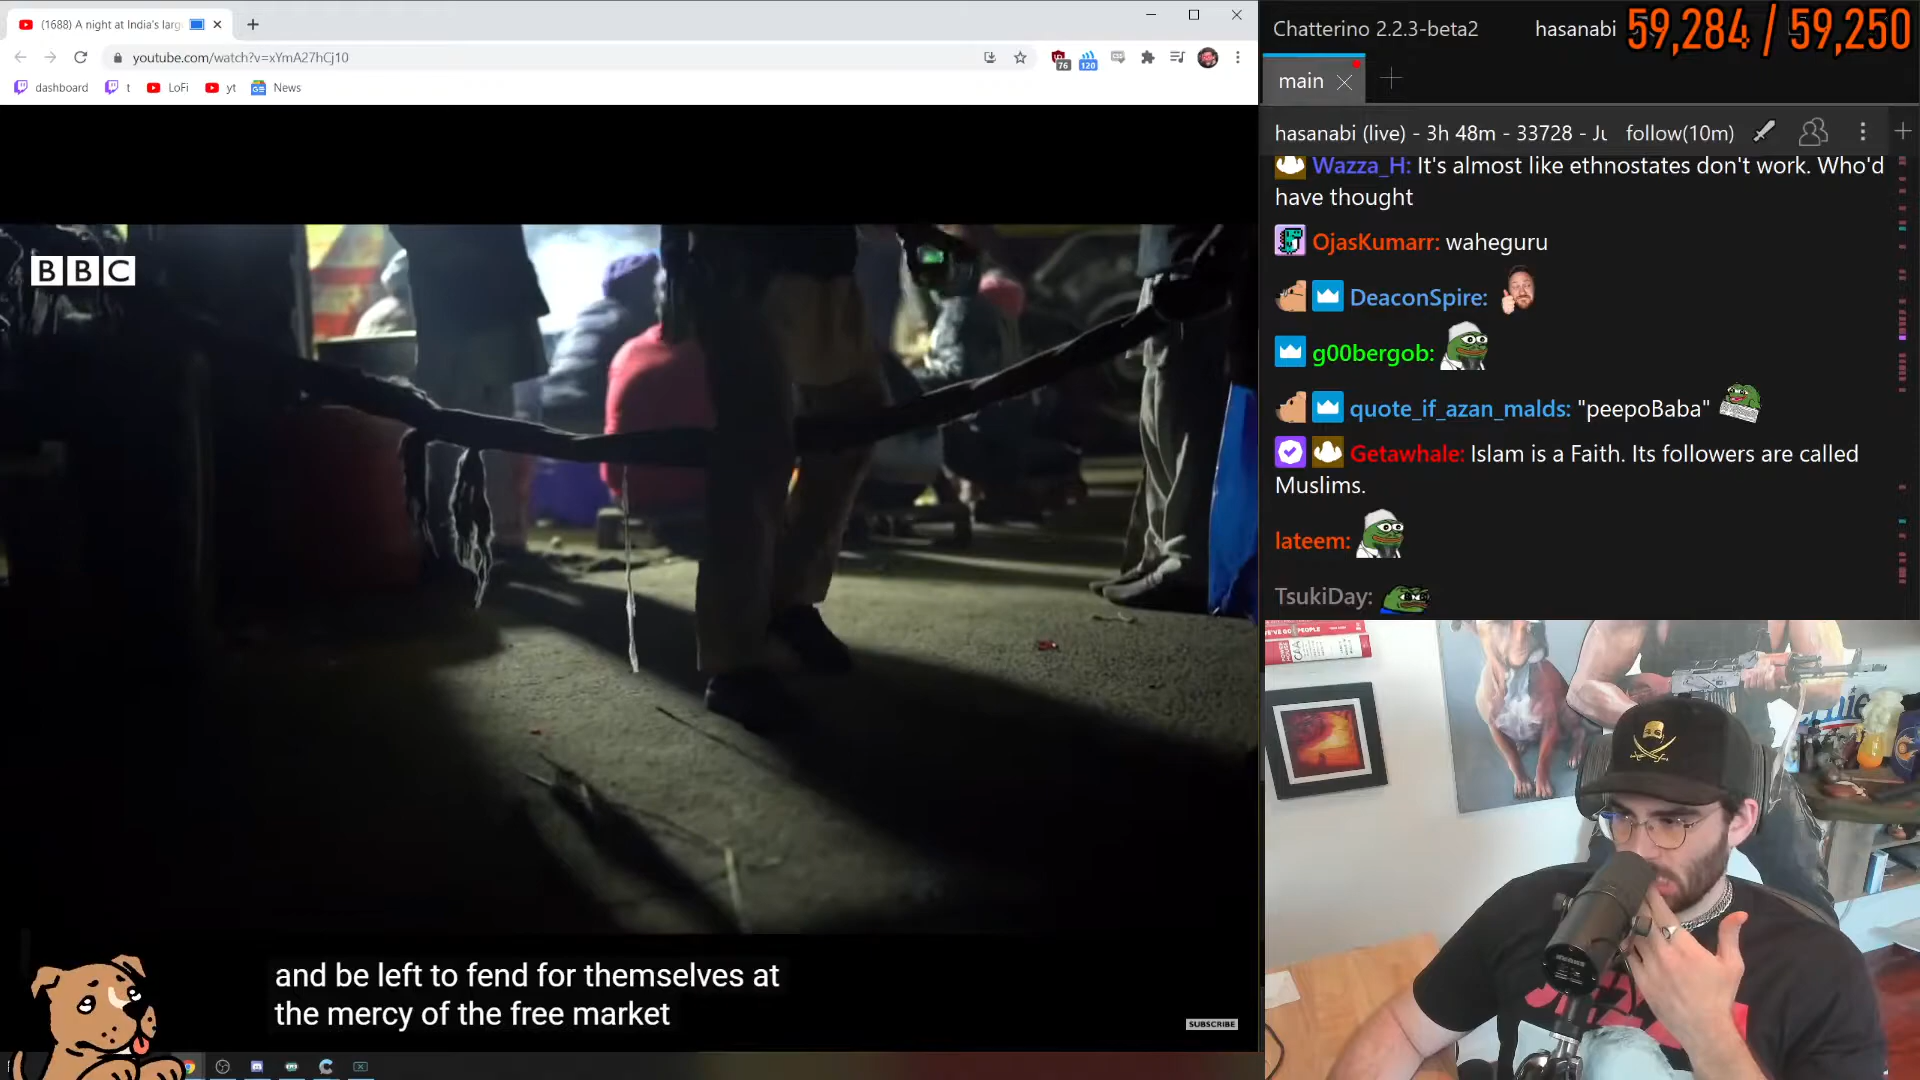 (1688) A night at India's larg
youtube.com/watch?v=xYmA27hCj10
76
120
dashboard
t
LoFi
yt
News
BBC
and be left to fend for themselves at
the mercy of the free market
SUBSCRIBE
Chatterino 2.2.3-beta2
hasanabi
59,284 / 59,250
main
hasanabi (live) - 3h 48m - 33728 - Ju
follow(10m)
Wazza_H: It's almost like ethnostates don't work. Who'd
have thought
OjasKumarr: waheguru
DeaconSpire:
g00bergob:
quote_if_azan_malds: "peepoBaba"
Getawhale: Islam is a Faith. Its followers are called
Muslims.
lateem:
TsukiDay: